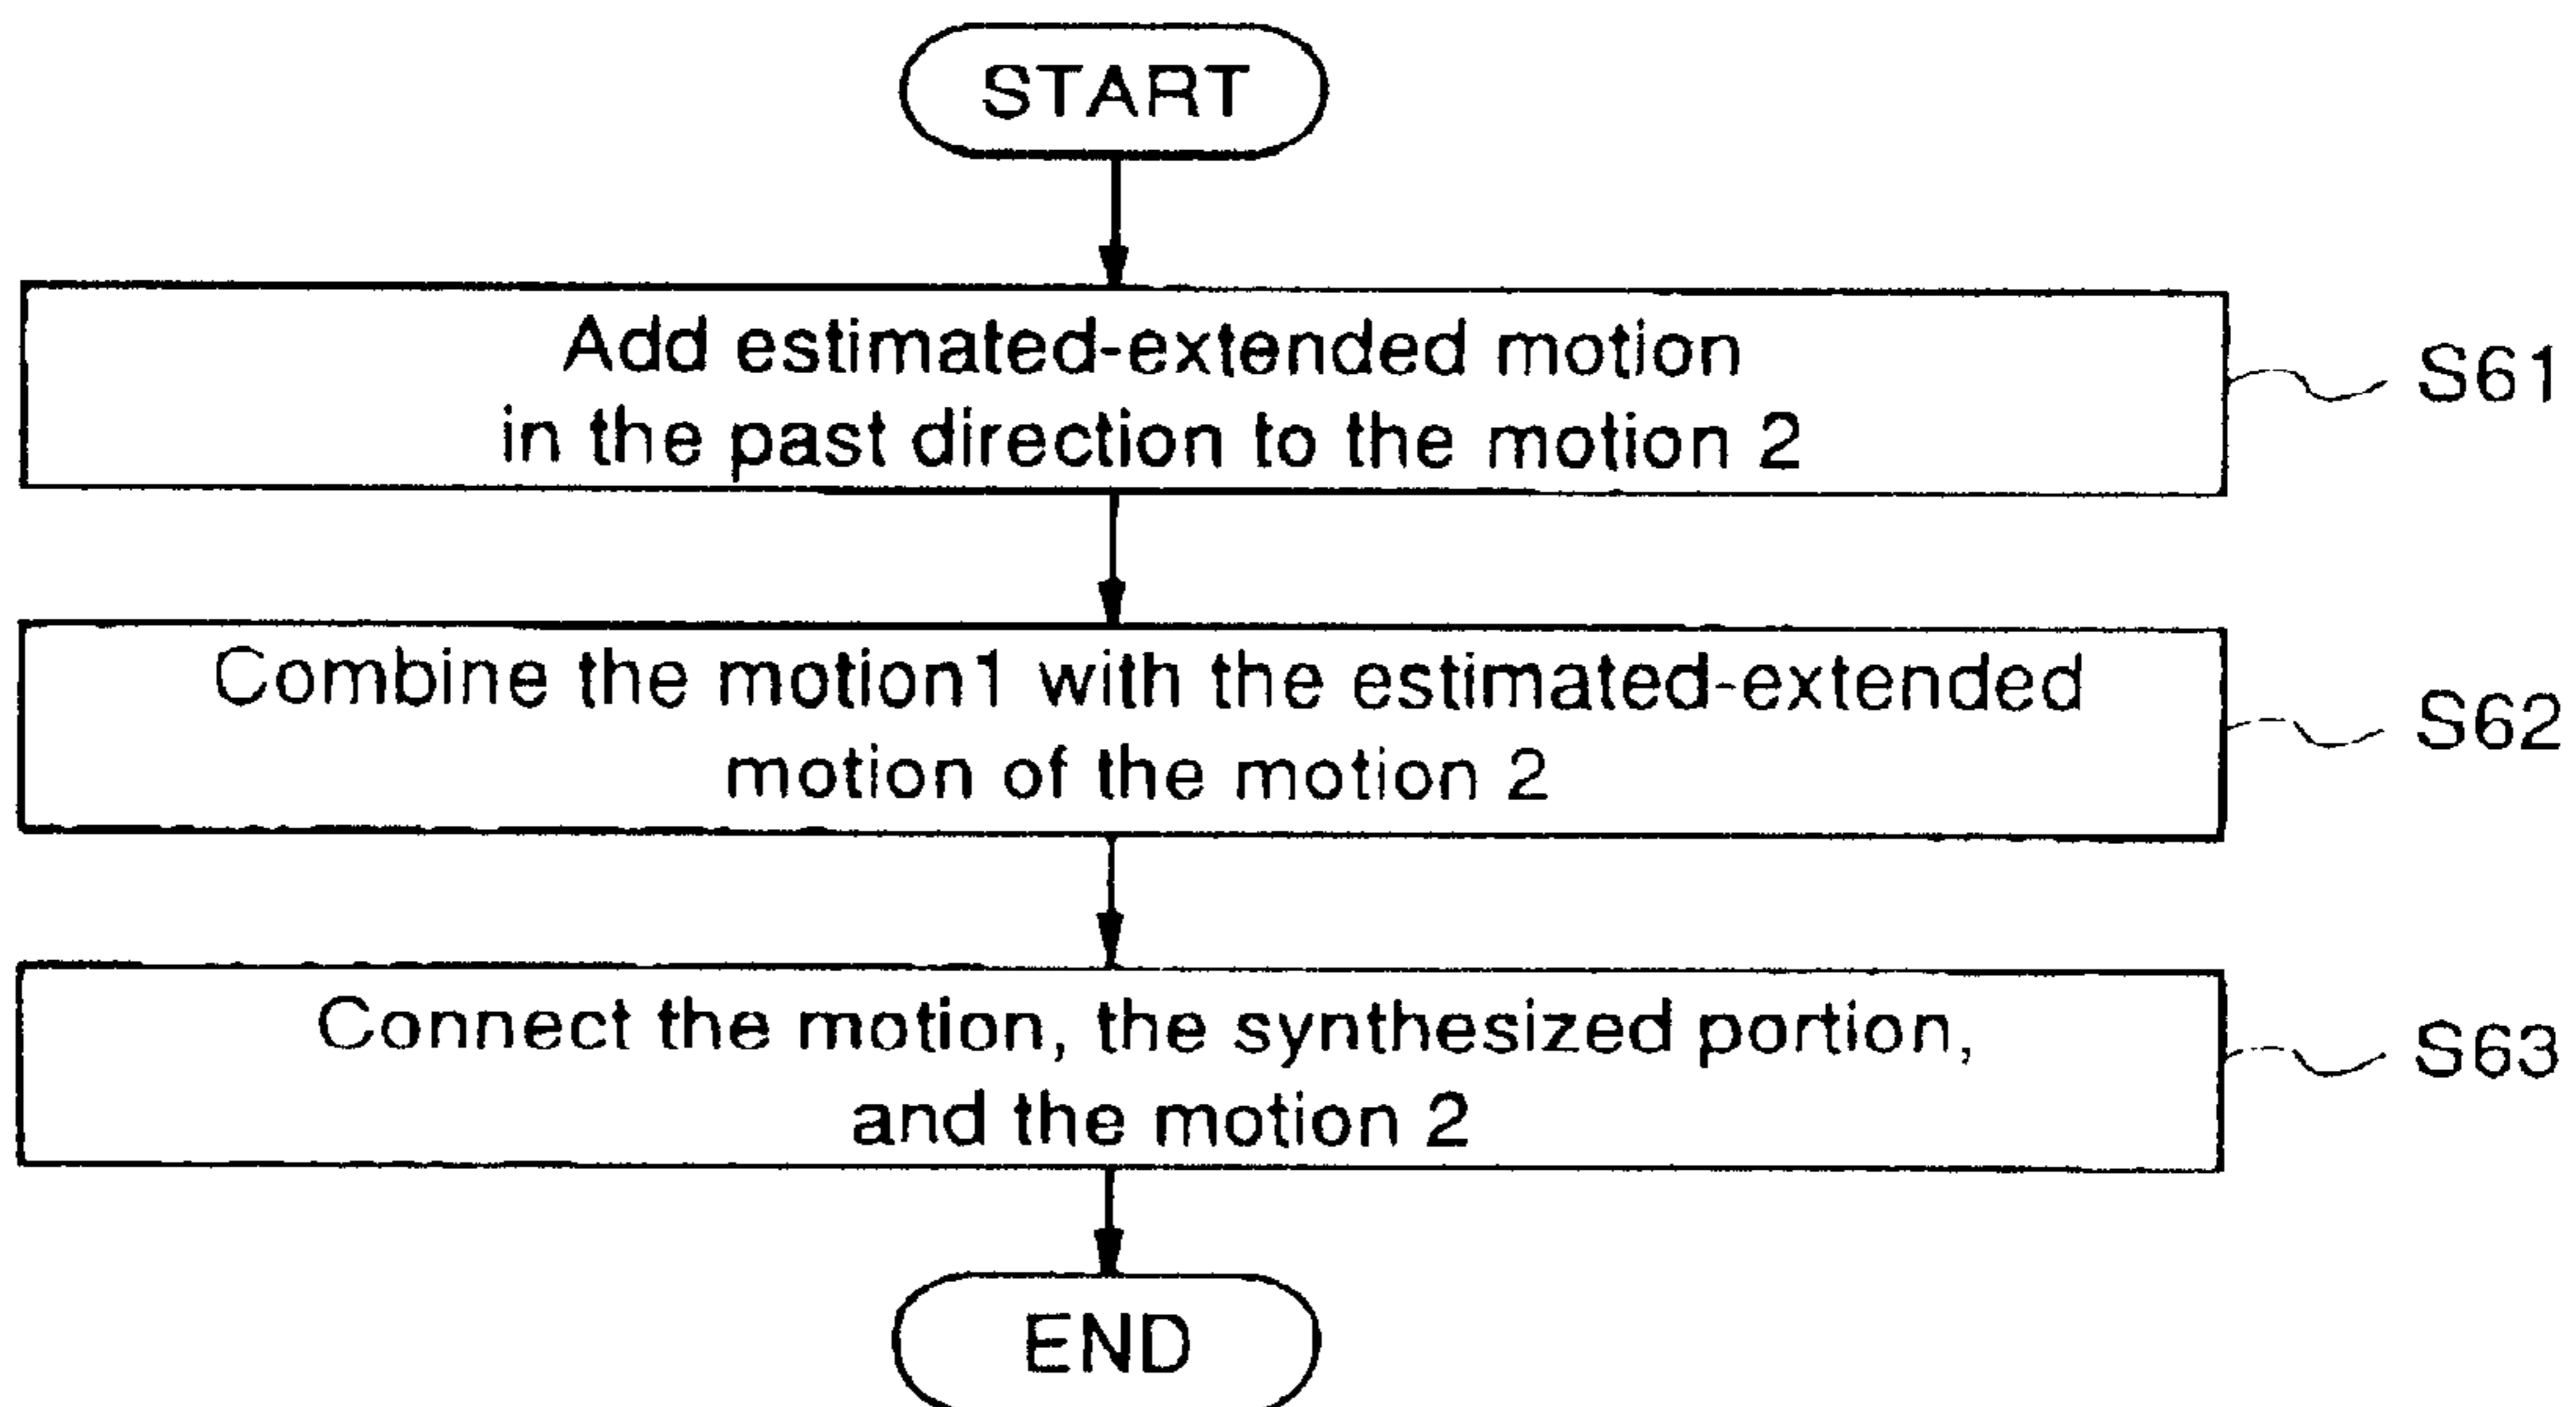 START
Add estimated-extended motion
in the past direction to the motion 2
S61
Combine the motion1 with the estimated-extended
motion of the motion 2
S62
Connect the motion, the synthesized portion,
and the motion 2
S63
END